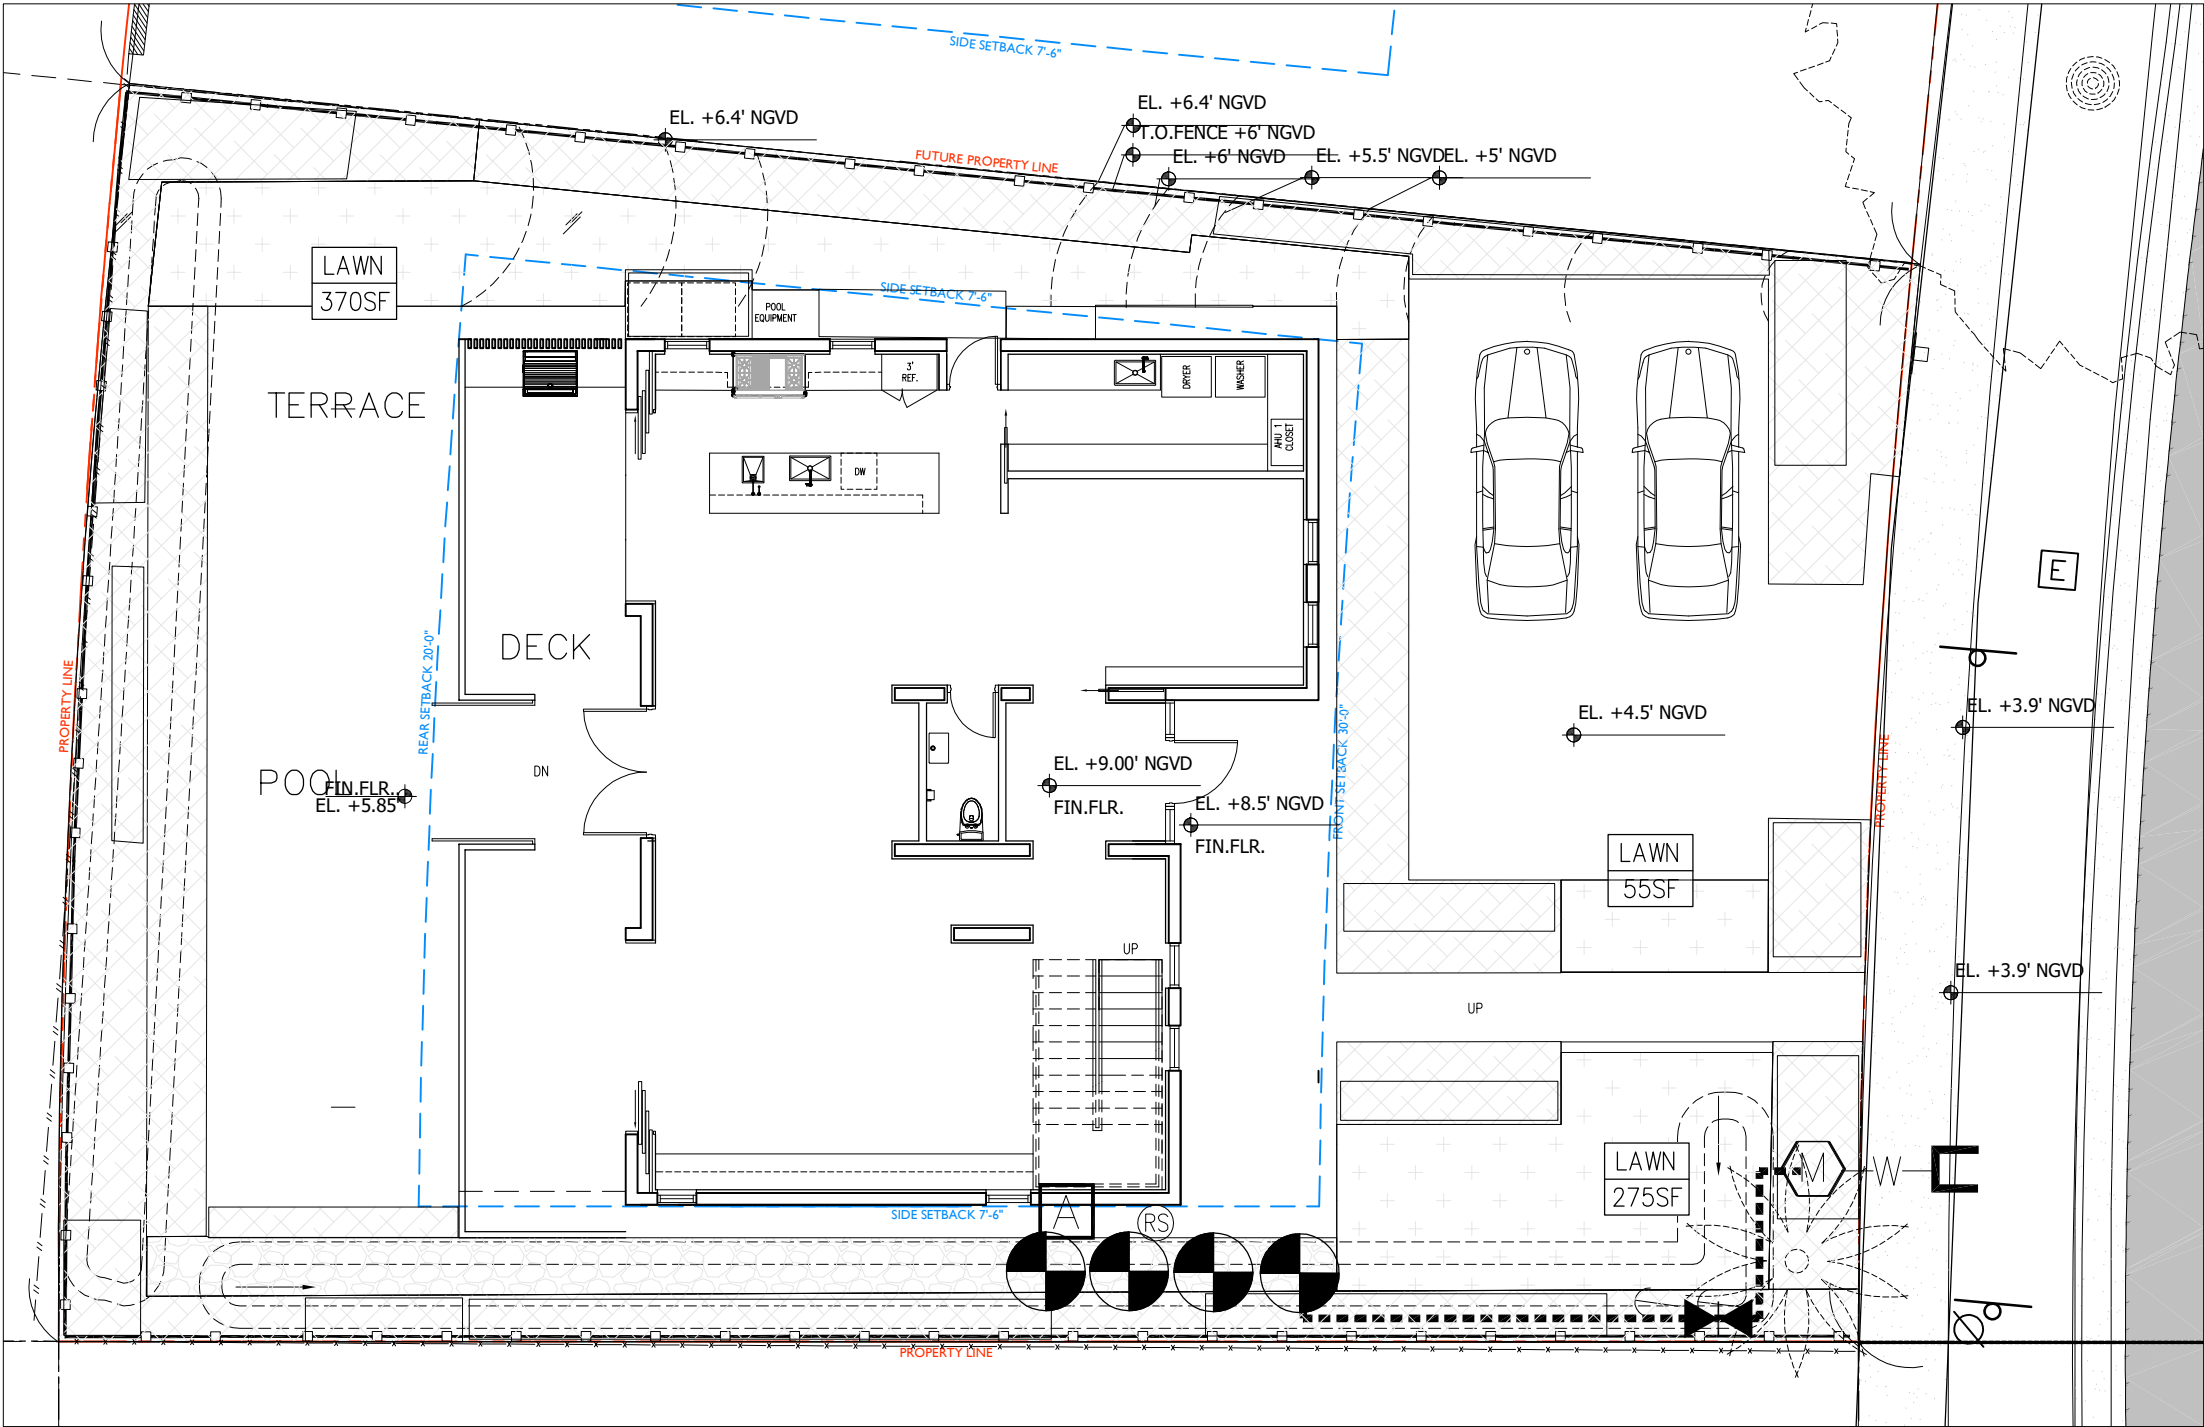 SIDE SETBACK 7'-6"
EL. +6.4' NGVD
EL. +6.4' NGVD
T.O.FENCE +6' NGVD
EL. +6' NGVD
EL. +5.5' NGVD
EL. +5' NGVD
FUTURE PROPERTY LINE
LAWN
370SF
SIDE SETBACK 7'-6"
POOL
EQUIPMENT
3'
REF.
DRYER
WASHER
AHU 1
CLOSET
TERRACE
DW
E
DECK
REAR SETBACK 20'-0"
PROPERTY LINE
EL. +4.5' NGVD
EL. +3.9' NGVD
FRONT SETBACK 30'-0"
PROPERTY LINE
DN
POOL
FIN.FLR.
EL. +5.85'
EL. +9.00' NGVD
FIN.FLR.
EL. +8.5' NGVD
FIN.FLR.
LAWN
55SF
UP
EL. +3.9' NGVD
UP
LAWN
275SF
M
W
A
RS
SIDE SETBACK 7'-6"
PROPERTY LINE